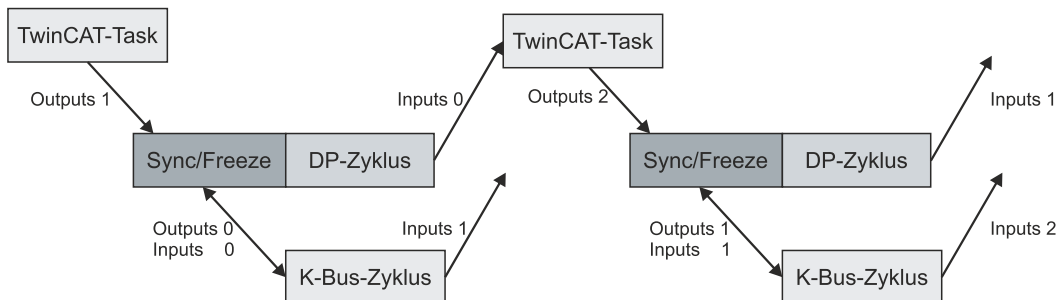 TwinCAT-Task
TwinCAT-Task
Outputs 1
Inputs 0
Outputs 2
Inputs 1
Sync/Freeze
DP-Zyklus
Sync/Freeze
DP-Zyklus
Outputs 0
Inputs 0
Inputs 1
Outputs 1
Inputs 1
Inputs 2
K-Bus-Zyklus
K-Bus-Zyklus